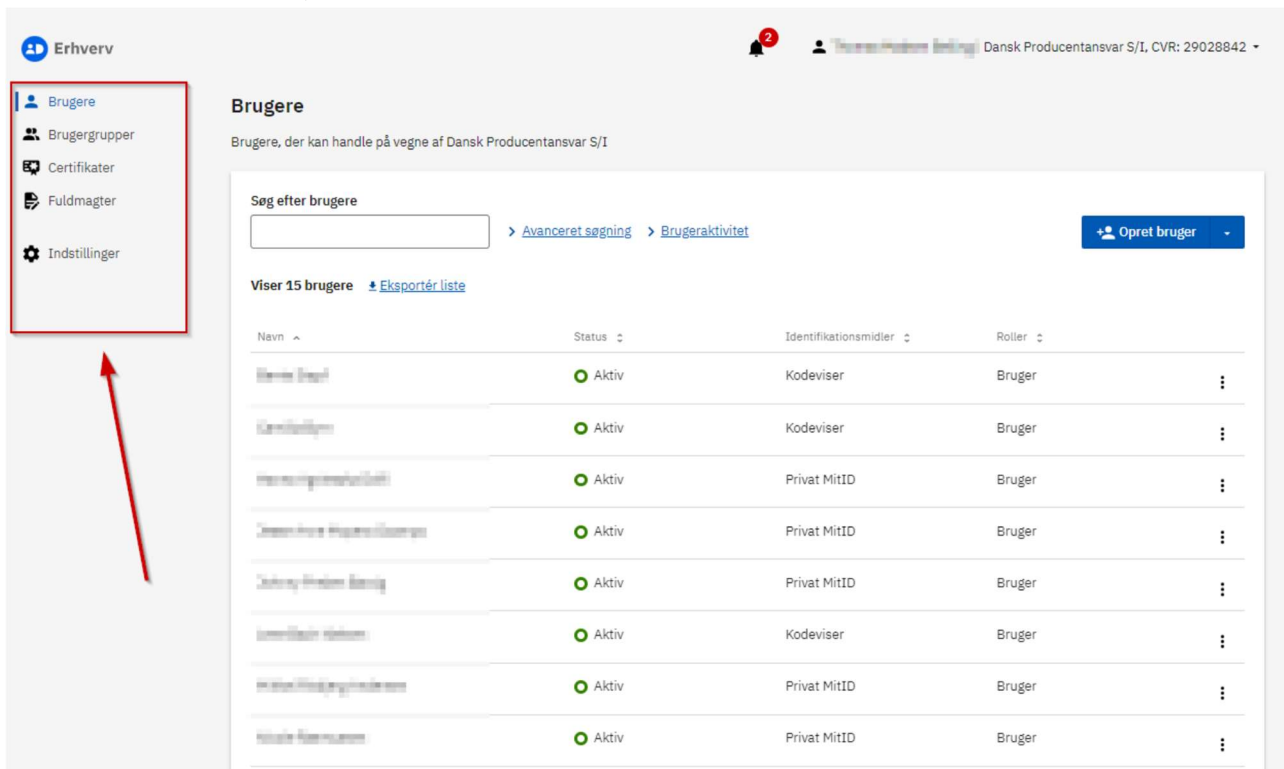 Erhverv
2
Dansk Producentansvar S/I, CVR: 29028842
Brugere
Brugergrupper
Certifikater
Fuldmagter
Indstillinger
Brugere
Brugere, der kan handle på vegne af Dansk Producentansvar S/I
Søg efter brugere
Avanceret søgning Brugeraktivitet
Opret bruger
Viser 15 brugere Eksportér liste
Navn Status Identifikationsmidler Roller
Aktiv Kodeviser Bruger
Aktiv Kodeviser Bruger
Aktiv Privat MitID Bruger
Aktiv Privat MitID Bruger
Aktiv Privat MitID Bruger
Aktiv Kodeviser Bruger
Aktiv Privat MitID Bruger
Aktiv Privat MitID Bruger